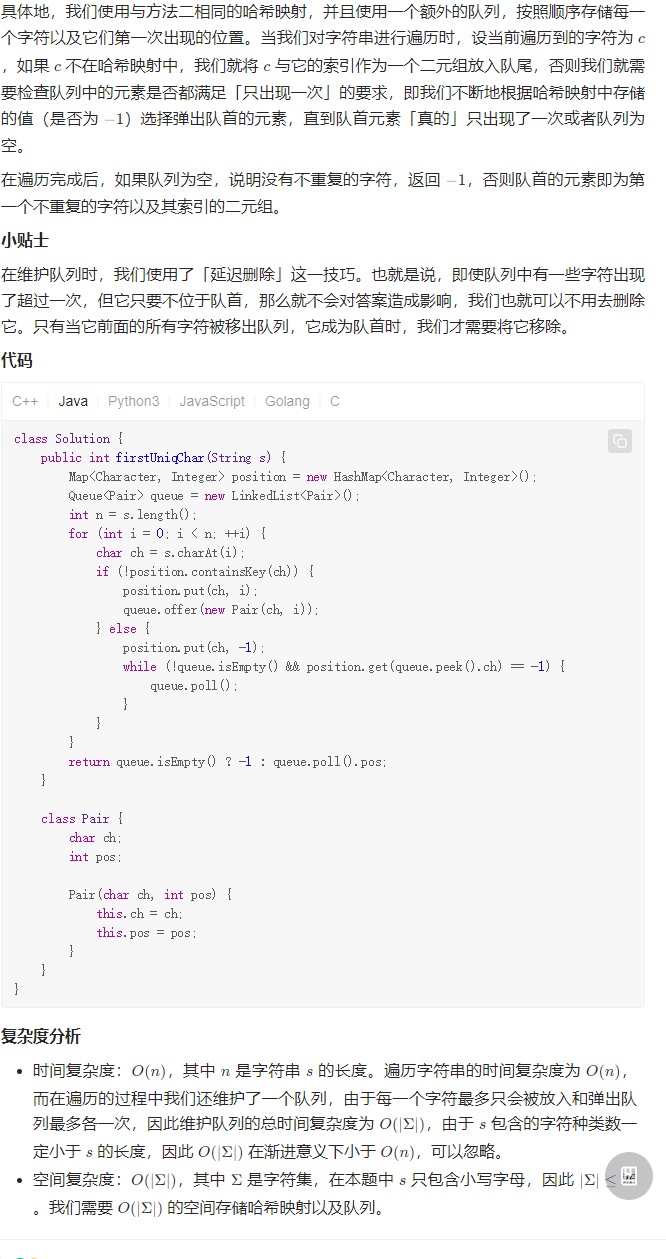 具体地，我们使用与方法二相同的哈希映射，并且使用一个额外的队列，按照顺序存储每一
个字符以及它们第一次出现的位置。当我们对字符串进行遍历时，设当前遍历到的字符为 c
，如果 c 不在哈希映射中，我们就将 c 与它的索引作为一个二元组放入队尾，否则我们就需
要检查队列中的元素是否都满足「只出现一次」的要求，即我们不断地根据哈希映射中存储
的值（是否为 −1）选择弹出队首的元素，直到队首元素「真的」只出现了一次或者队列为
空。
在遍历完成后，如果队列为空，说明没有不重复的字符，返回 −1，否则队首的元素即为第
一个不重复的字符以及其索引的二元组。
小贴士
在维护队列时，我们使用了「延迟删除」这一技巧。也就是说，即使队列中有一些字符出现
了超过一次，但它只要不位于队首，那么就不会对答案造成影响，我们也就可以不用去删除
它。只有当它前面的所有字符被移出队列，它成为队首时，我们才需要将它移除。
代码
C++ Java Python3 JavaScript Golang C
class Solution {
public int firstUniqChar(String s) {
Map<Character, Integer> position = new HashMap<Character, Integer>();
Queue<Pair> queue = new LinkedList<Pair>();
int n = s.length();
for (int i = 0; i < n; ++i) {
char ch = s.charAt(i);
if (!position.containsKey(ch)) {
position.put(ch, i);
queue.offer(new Pair(ch, i));
} else {
position.put(ch, -1);
while (!queue.isEmpty() && position.get(queue.peek().ch) == -1) {
queue.poll();
}
}
}
return queue.isEmpty() ? -1 : queue.poll().pos;
}
class Pair {
char ch;
int pos;
Pair(char ch, int pos) {
this.ch = ch;
this.pos = pos;
}
}
}
复杂度分析
• 时间复杂度：O(n)，其中 n 是字符串 s 的长度。遍历字符串的时间复杂度为 O(n)，
而在遍历的过程中我们还维护了一个队列，由于每一个字符最多只会被放入和弹出队
列最多各一次，因此维护队列的总时间复杂度为 O(|Σ|)，由于 s 包含的字符种类数一
定小于 s 的长度，因此 O(|Σ|) 在渐进意义下小于 O(n)，可以忽略。
• 空间复杂度：O(|Σ|)，其中 Σ 是字符集，在本题中 s 只包含小写字母，因此 |Σ| ≤
。我们需要 O(|Σ|) 的空间存储哈希映射以及队列。